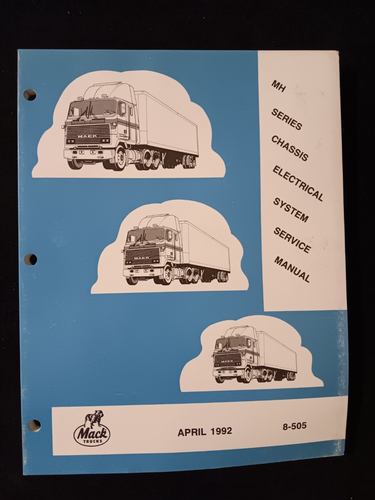 MH
SERIES
CHASSIS
ELECTRICAL
SYSTEM
SERVICE
MANUAL
MACK
MACK
MACK
Mack
TRUCKS
APRIL 1992
8-505